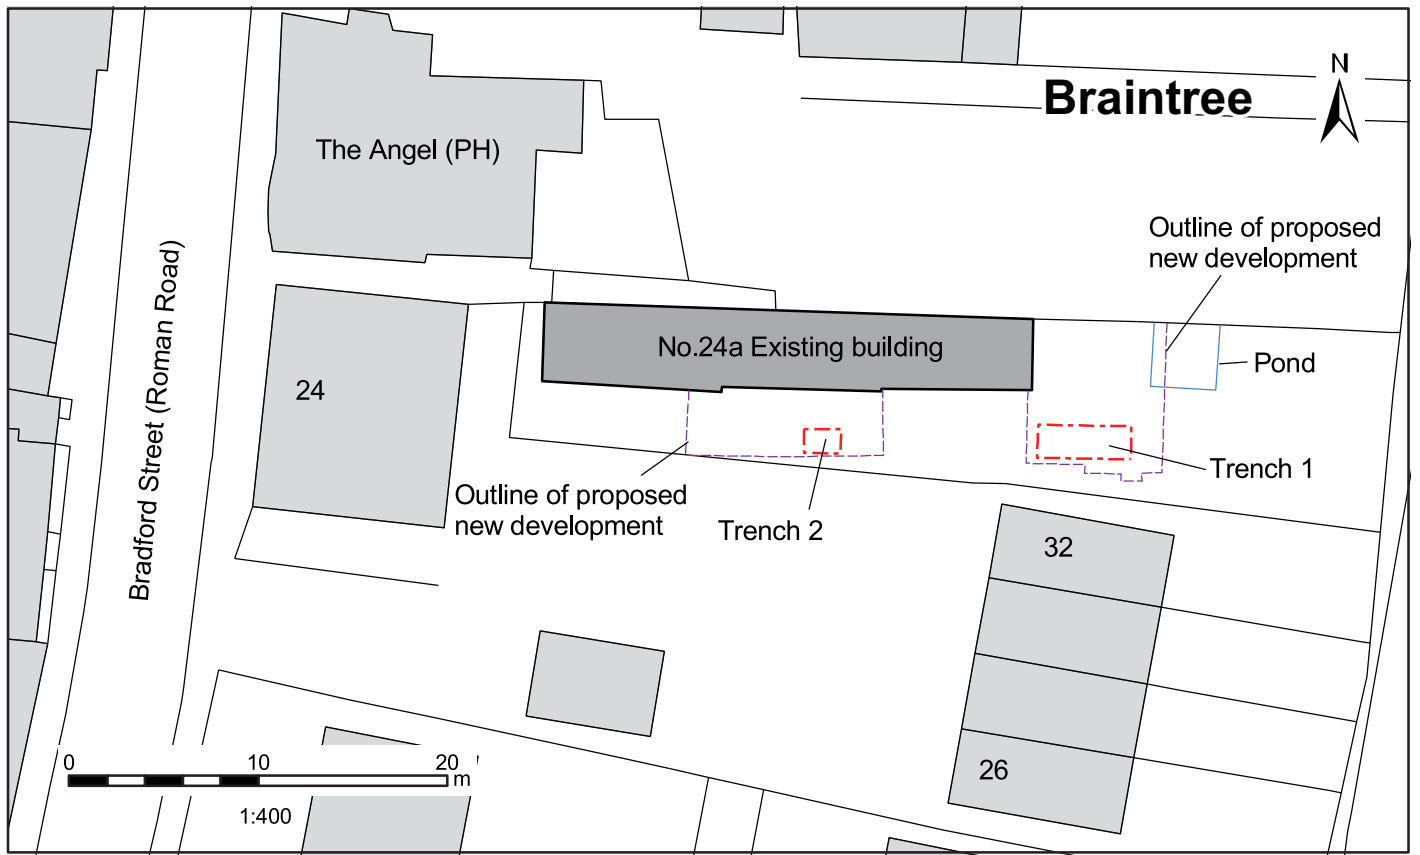 N
Braintree
The Angel (PH)
Outline of proposed
new development
Bradford Street (Roman Road)
No.24a Existing building
Pond
24
Trench 1
Outline of proposed
new development
Trench 2
32
26
0 10 20
m
1:400